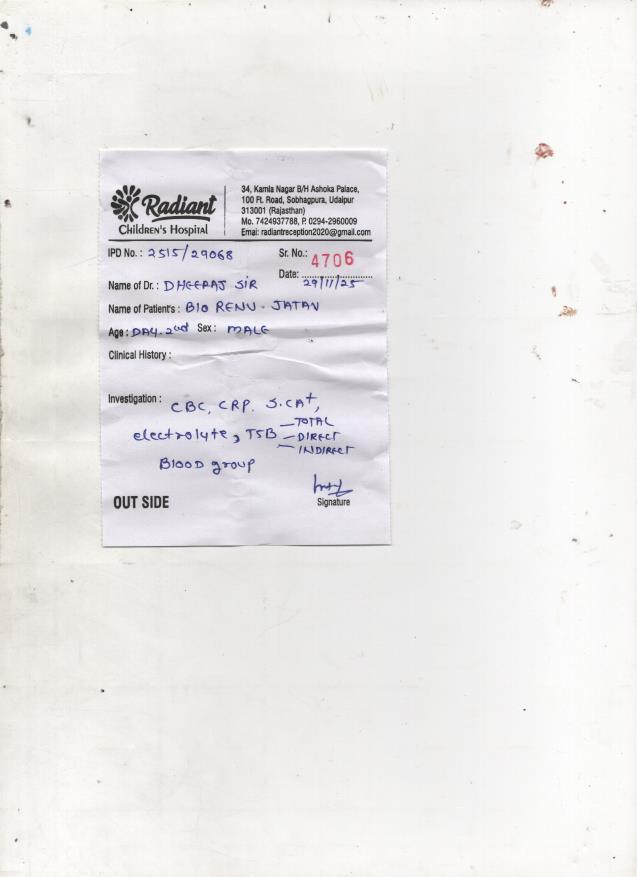 Radiant
Children's Hospital
34, Kamla Nagar B/H Ashoka Palace,
100 Ft. Road, Sobhagpura, Udaipur
313001 (Rajasthan)
Mo. 7424937788, P. 0294-2960009
Email: radiantreception2020@gmail.com
IPD No. : 2515/29068
Sr. No.: 4706
Date: 29/11/25
Name of Dr. : DHEERAJ SIR
Name of Patient's : B/O RENU - JATAV
Age : DAY-2nd Sex : MALE
Clinical History :
Investigation : CBC, CRP. S.CA+,
electrolyte, TSB - TOTAL
- DIRECT
- INDIRECT
BlOOD group
OUT SIDE
Signature